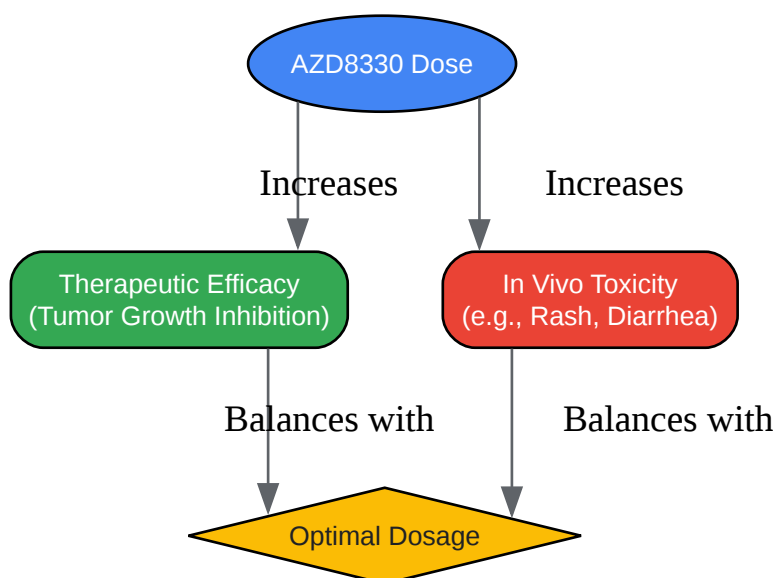 AZD8330 Dose
Increases
Increases
Therapeutic Efficacy
(Tumor Growth Inhibition)
In Vivo Toxicity
(e.g., Rash, Diarrhea)
Balances with
Balances with
Optimal Dosage